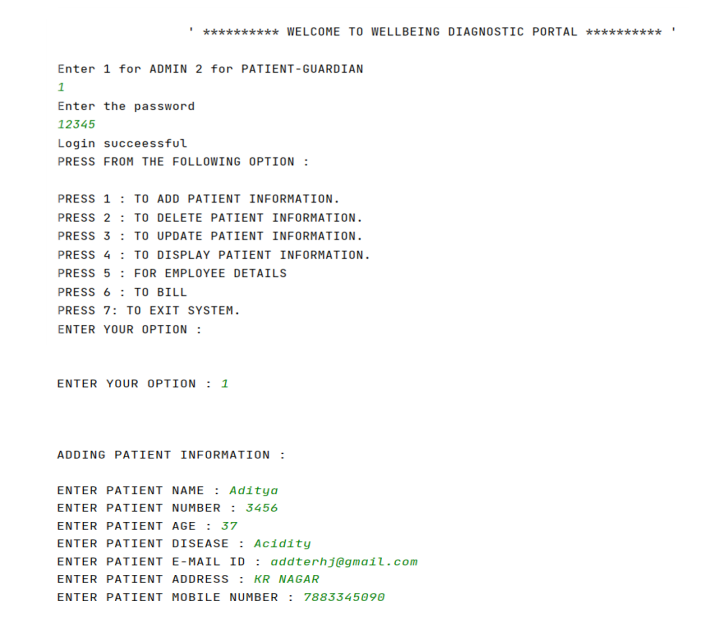 ' ********** WELCOME TO WELLBEING DIAGNOSTIC PORTAL ********** '
Enter 1 for ADMIN 2 for PATIENT-GUARDIAN
1
Enter the password
12345
Login succeessful
PRESS FROM THE FOLLOWING OPTION :
PRESS 1 : TO ADD PATIENT INFORMATION.
PRESS 2 : TO DELETE PATIENT INFORMATION.
PRESS 3 : TO UPDATE PATIENT INFORMATION.
PRESS 4 : TO DISPLAY PATIENT INFORMATION.
PRESS 5 : FOR EMPLOYEE DETAILS
PRESS 6 : TO BILL
PRESS 7: TO EXIT SYSTEM.
ENTER YOUR OPTION :
ENTER YOUR OPTION : 1
ADDING PATIENT INFORMATION :
ENTER PATIENT NAME : Aditya
ENTER PATIENT NUMBER : 3456
ENTER PATIENT AGE : 37
ENTER PATIENT DISEASE : Acidity
ENTER PATIENT E-MAIL ID : addterhj@gmail.com
ENTER PATIENT ADDRESS : KR NAGAR
ENTER PATIENT MOBILE NUMBER : 7883345090